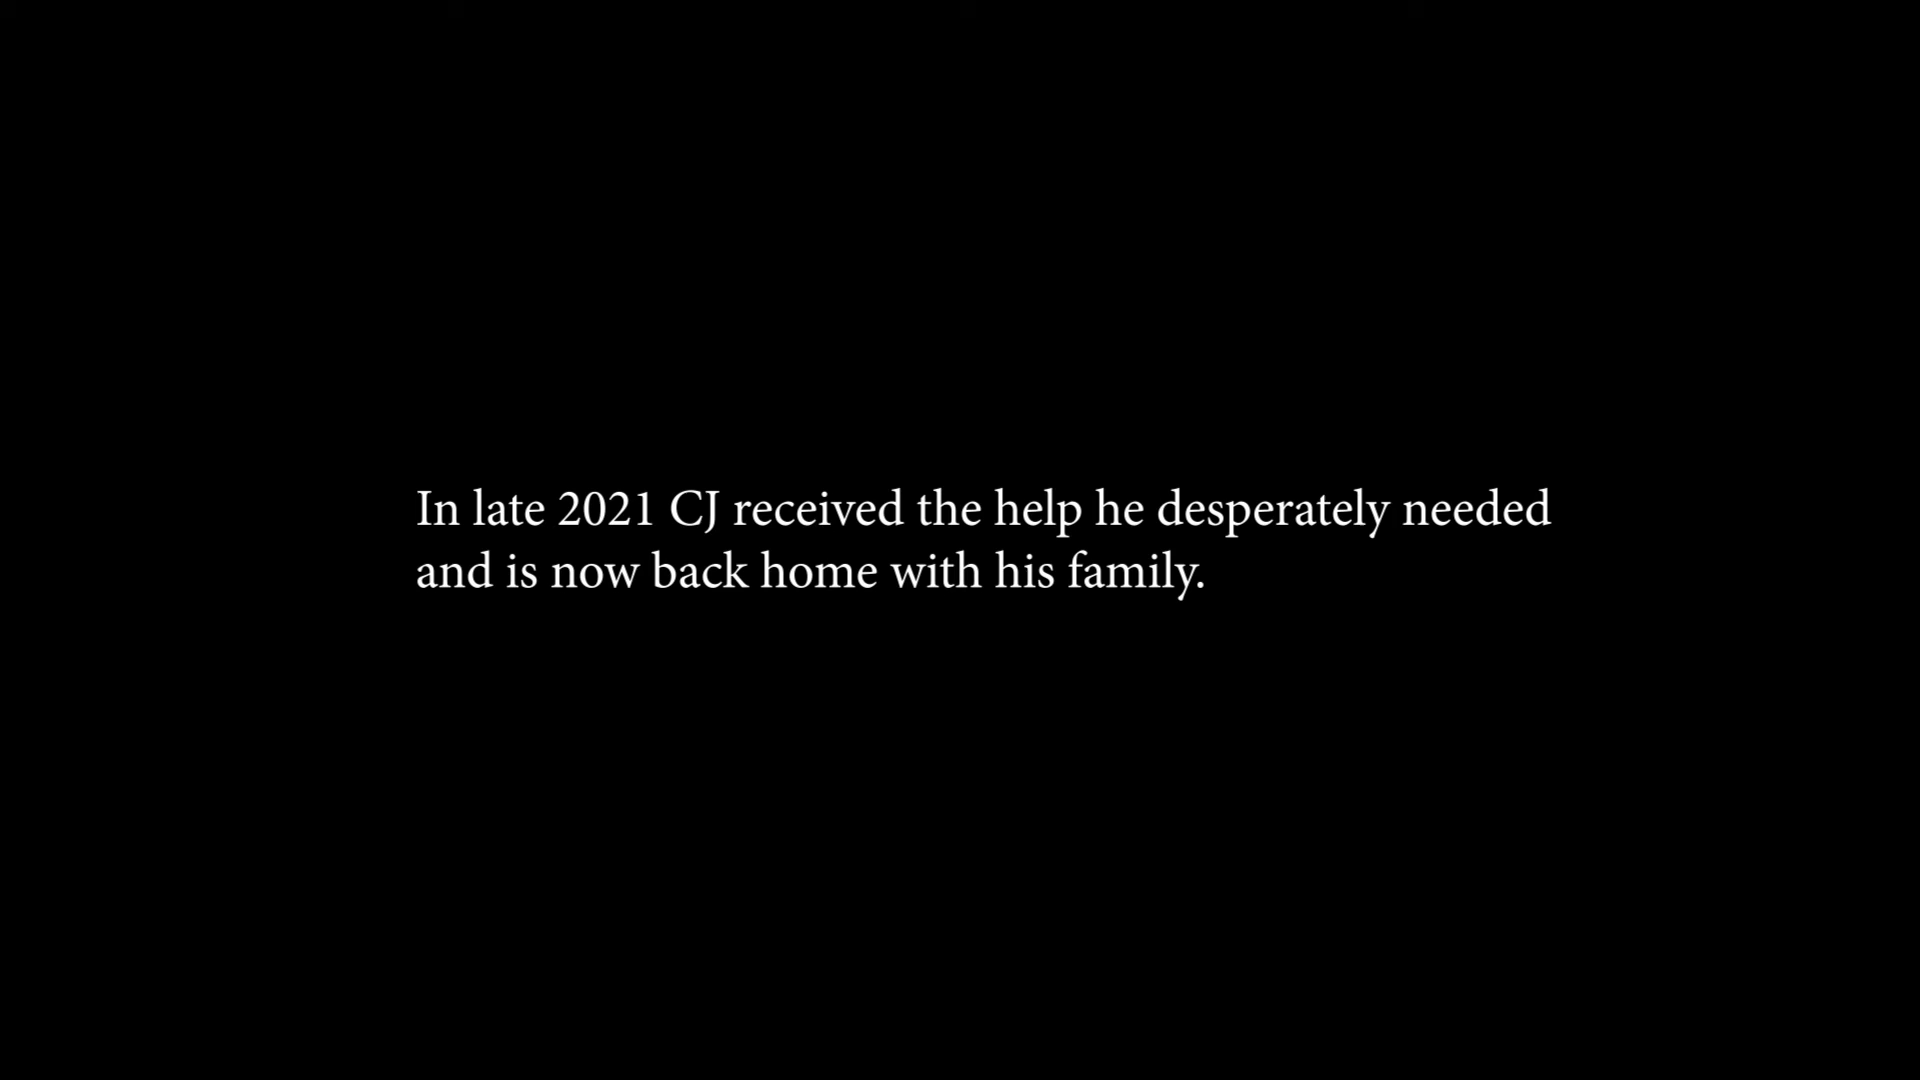 In late 2021 CJ received the help he desperately needed
and is now back home with his family.